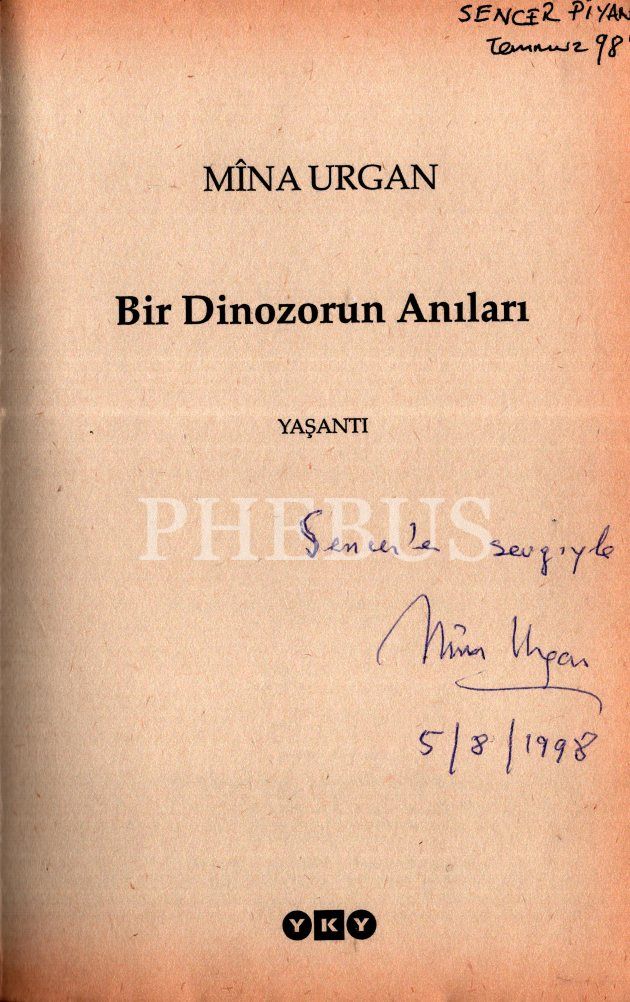 SENCER PİYAN
Temmuz 98'
MÎNA URGAN
Bir Dinozorun Anıları
YAŞANTI
PHEBUS
Sencer'e sevgiyle
Mîna Urgan
5/8/1998
YKY